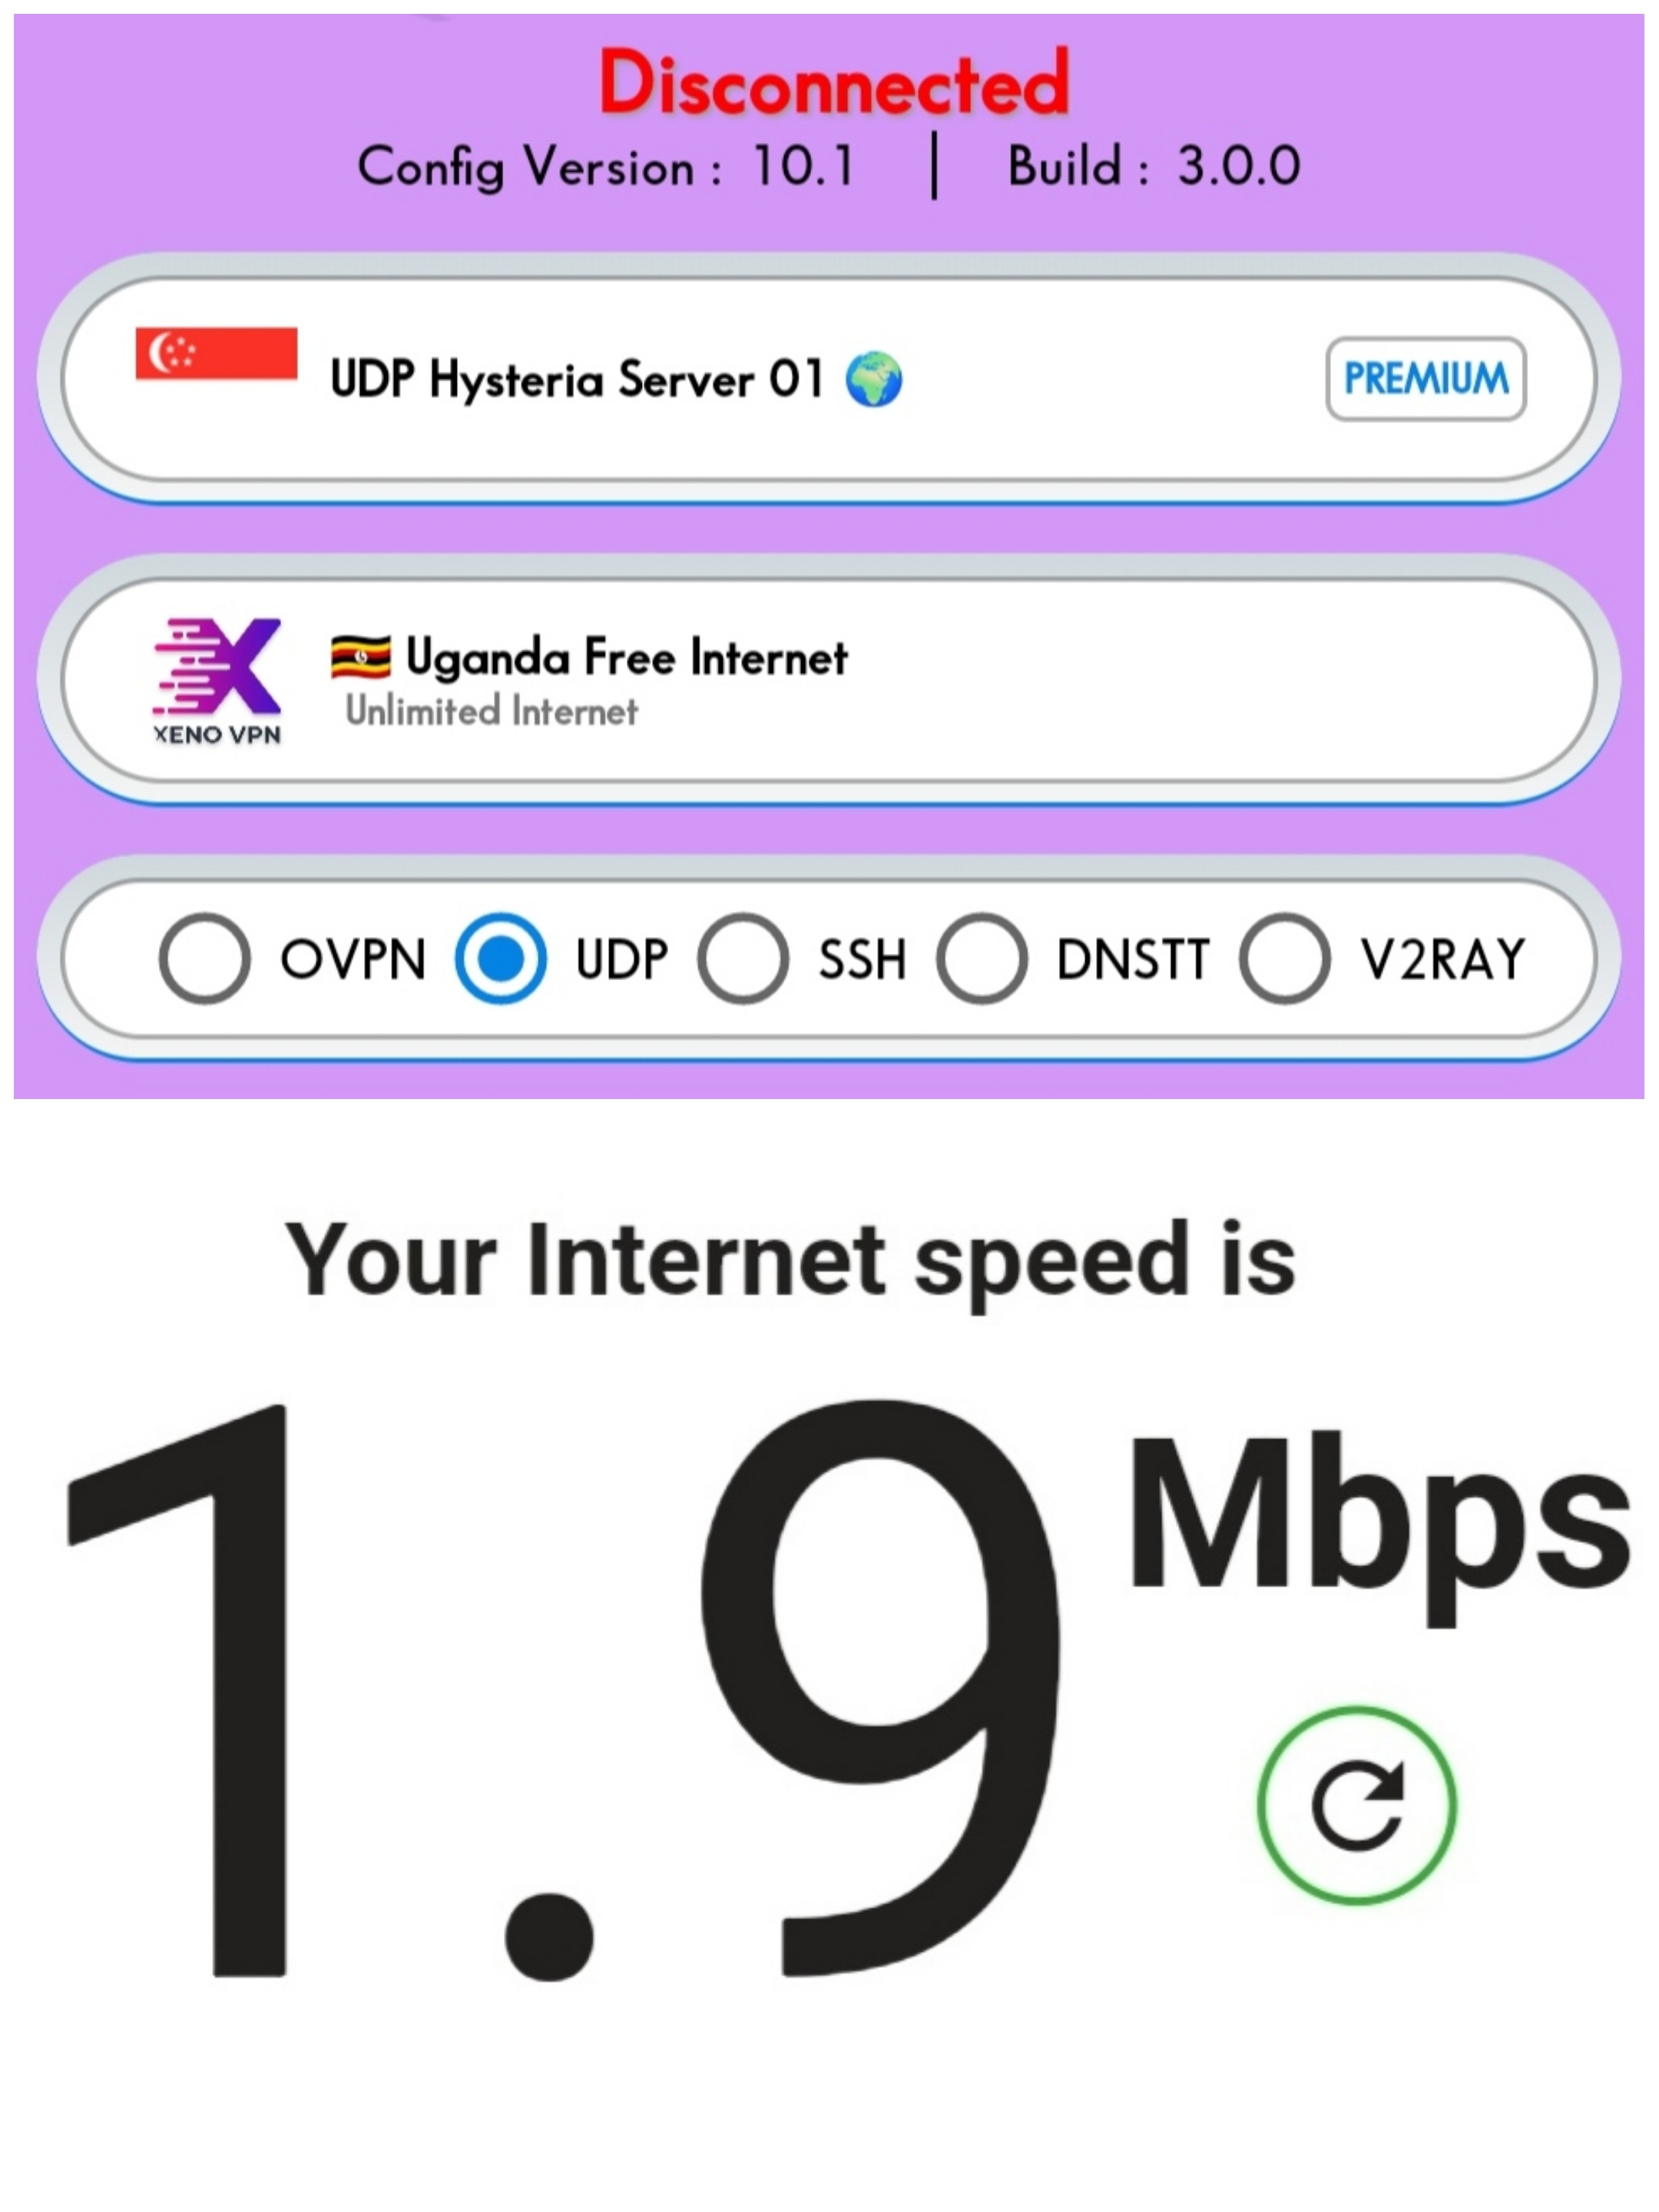 Disconnected
Config Version : 10.1 | Build : 3.0.0
UDP Hysteria Server 01 PREMIUM
Uganda Free Internet
Unlimited Internet
XENO VPN
OVPN UDP SSH DNSTT V2RAY
Your Internet speed is
1.9 Mbps